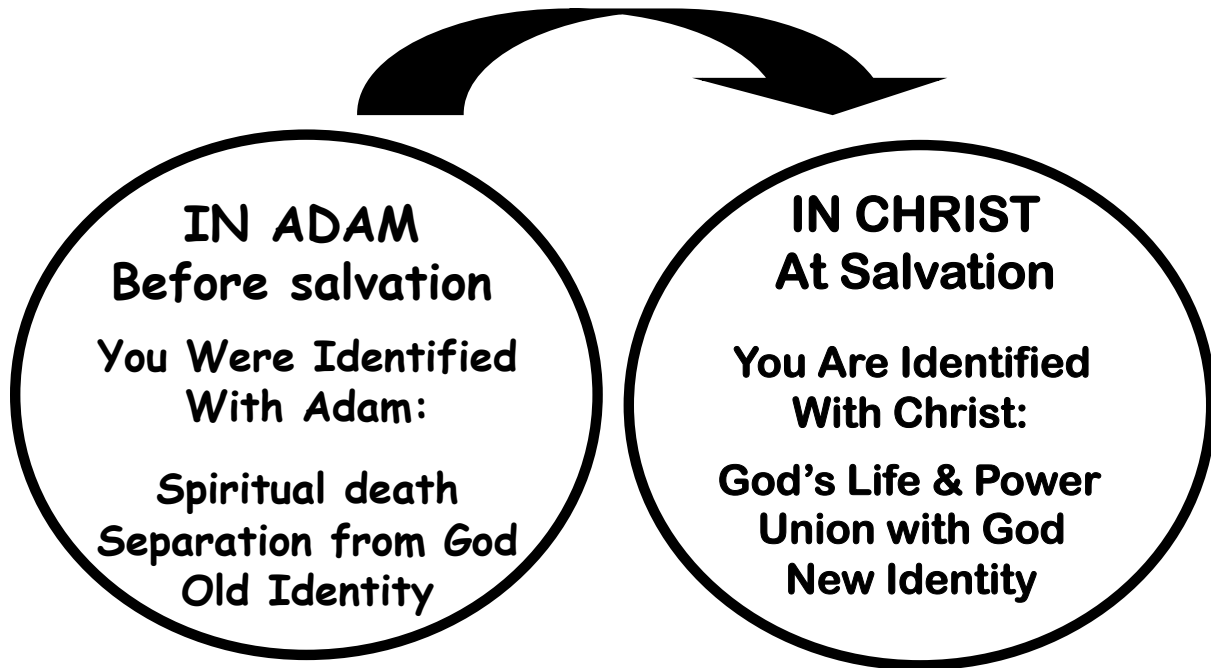 IN ADAM
Before salvation
You Were Identified
With Adam:
Spiritual death
Separation from God
Old Identity
IN CHRIST
At Salvation
You Are Identified
With Christ:
God’s Life & Power
Union with God
New Identity